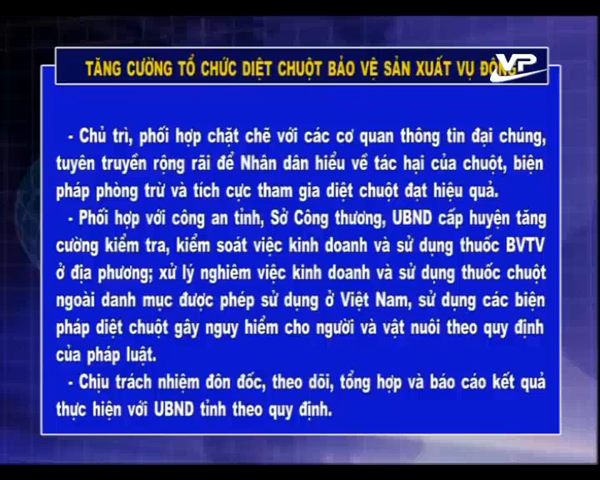 TĂNG CƯỜNG TỔ CHỨC DIỆT CHUỘT BẢO VỆ SẢN XUẤT VỤ ĐÔNG
VP
- Chủ trì, phối hợp chặt chẽ với các cơ quan thông tin đại chúng,
tuyên truyền rộng rãi để Nhân dân hiểu về tác hại của chuột, biện
pháp phòng trừ và tích cực tham gia diệt chuột đạt hiệu quả.
- Phối hợp với công an tỉnh, Sở Công thương, UBND cấp huyện tăng
cường kiểm tra, kiểm soát việc kinh doanh và sử dụng thuốc BVTV
ở địa phương; xử lý nghiêm việc kinh doanh và sử dụng thuốc chuột
ngoài danh mục được phép sử dụng ở Việt Nam, sử dụng các biện
pháp diệt chuột gây nguy hiểm cho người và vật nuôi theo quy định
của pháp luật.
- Chịu trách nhiệm đôn đốc, theo dõi, tổng hợp và báo cáo kết quả
thực hiện với UBND tỉnh theo quy định.